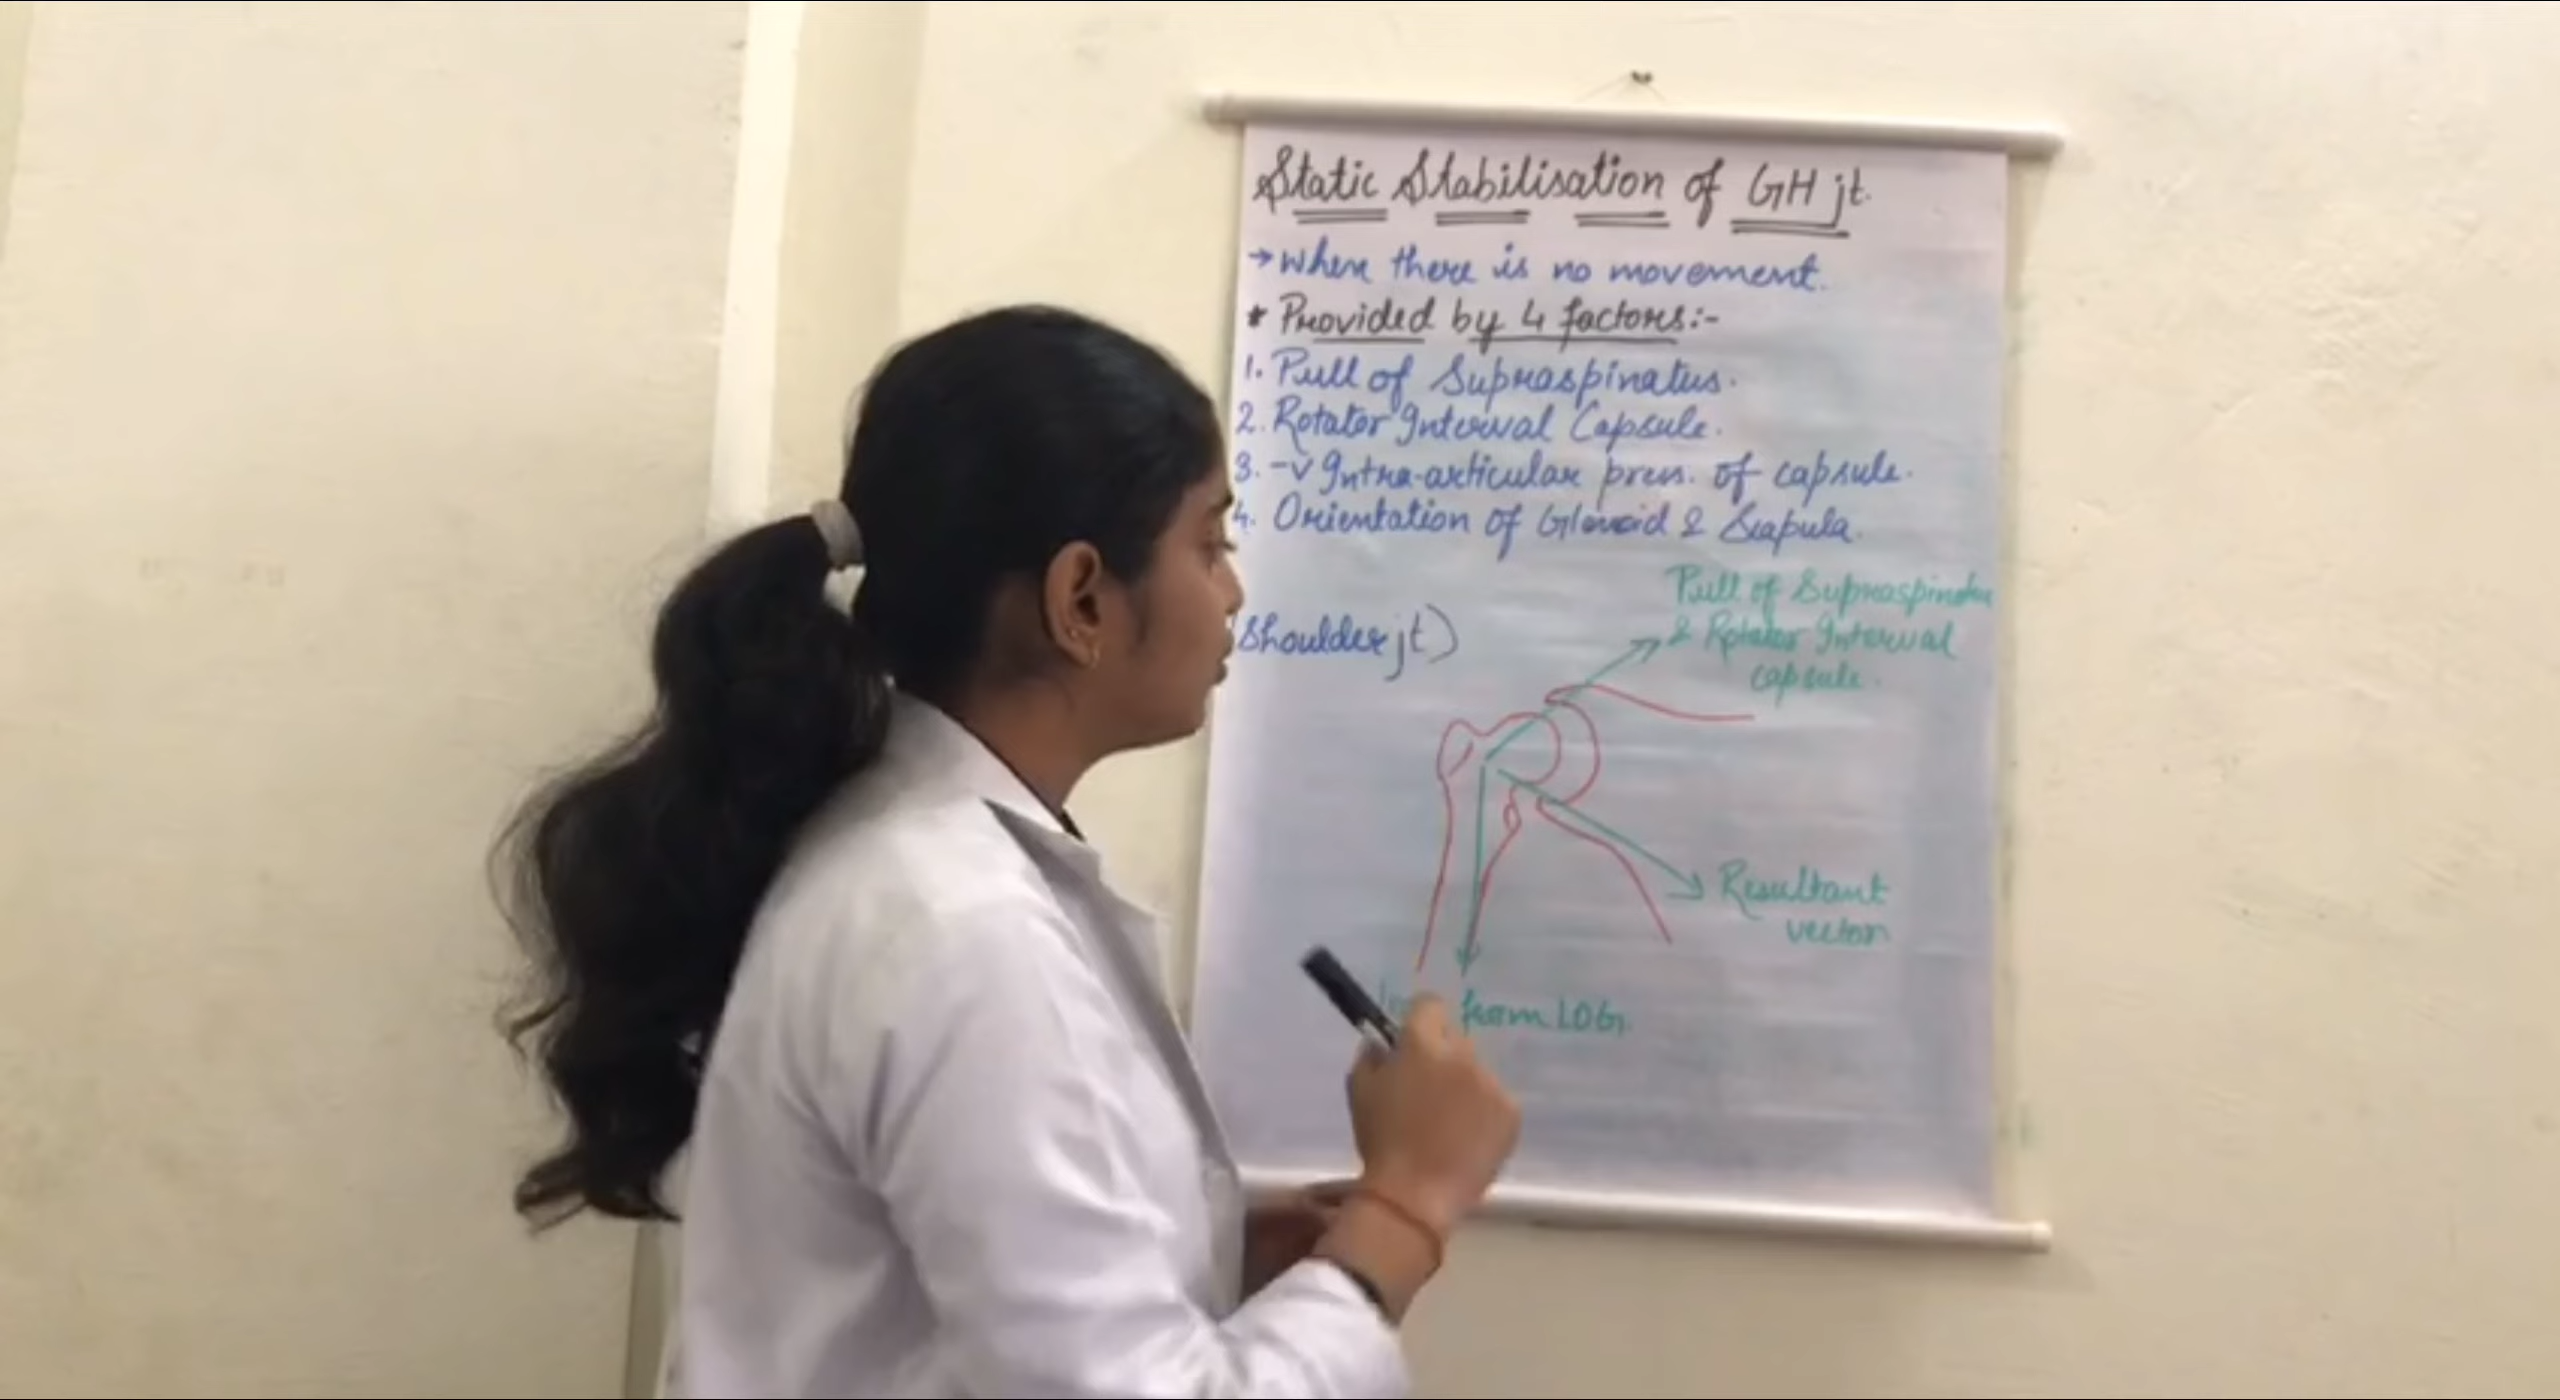 Static Stabilisation of GH jt.
→ When there is no movement.
* Provided by 4 factors:-
1. Pull of Supraspinatus.
2. Rotator Interval Capsule.
3. -v Intra-articular press. of capsule.
4. Orientation of Glenoid & Scapula.
Pull of Supraspinatus
& Rotator Interval
capsule.
(Shoulder jt)
Resultant
vector
from LOG